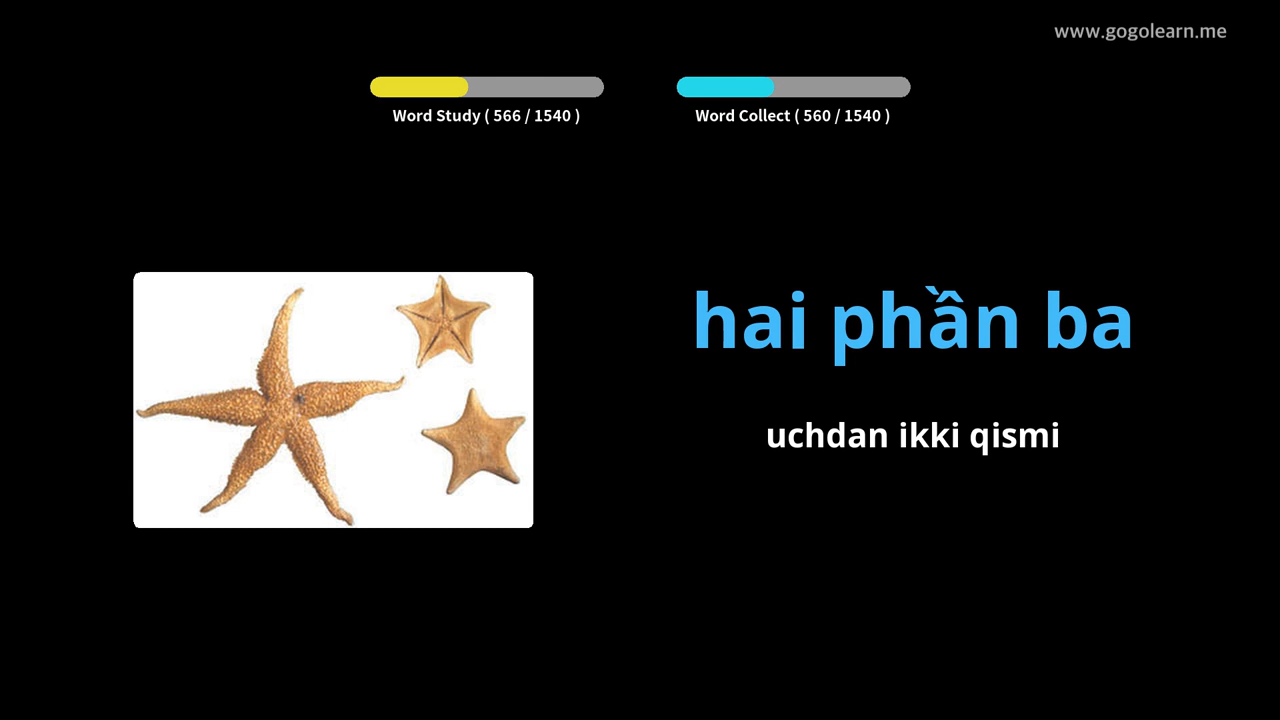 www.gogolearn.me
Word Study ( 566 / 1540 )
Word Collect ( 560 / 1540 )
hai phần ba
uchdan ikki qismi